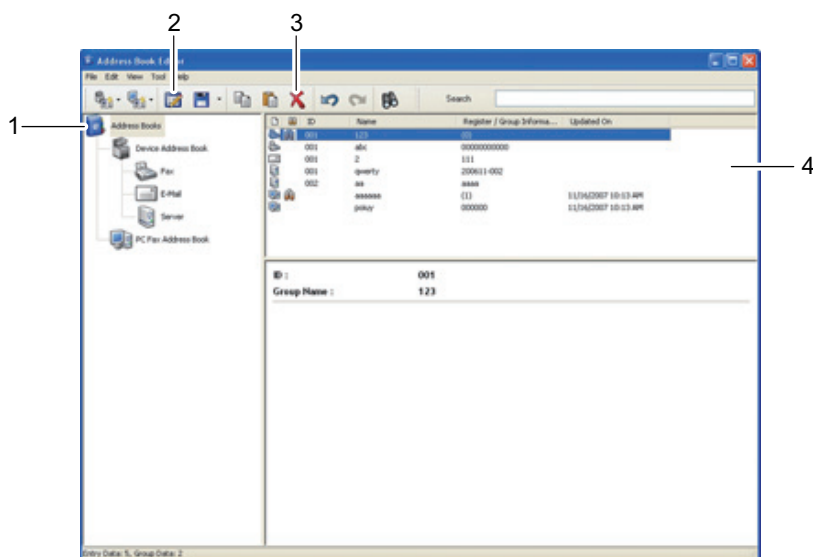 2 3
Address Book Editor
File Edit View Tool Help
Search
1
4
Address Books
Device Address Book
Fax
E-Mail
Server
PC Fax Address Book
ID Name Register / Group Informa... Updated On
001 123 (0)
001 abc 00000000000
001 2 111
001 qwerty 200611-002
002 aa aaaa
aaaaaa (1) 11/16/2007 10:13 AM
poiuy 000000 11/16/2007 10:13 AM
ID : 001
Group Name : 123
Entry Data: 5, Group Data: 2